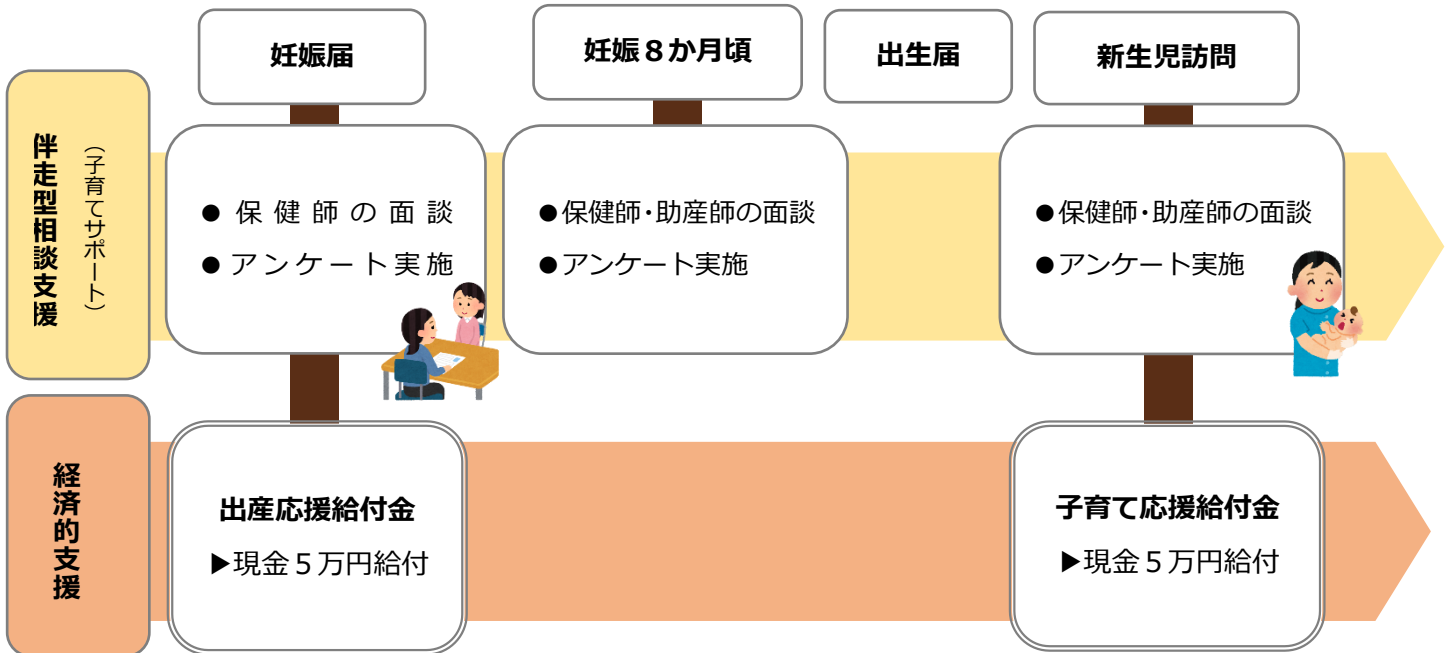 妊娠届
妊娠８か月頃
出生届
新生児訪問
伴走型相談支援
（子育てサポート）
●保健師の面談
●アンケート実施
●保健師・助産師の面談
●アンケート実施
●保健師・助産師の面談
●アンケート実施
経済的支援
出産応援給付金
▶現金５万円給付
子育て応援給付金
▶現金５万円給付